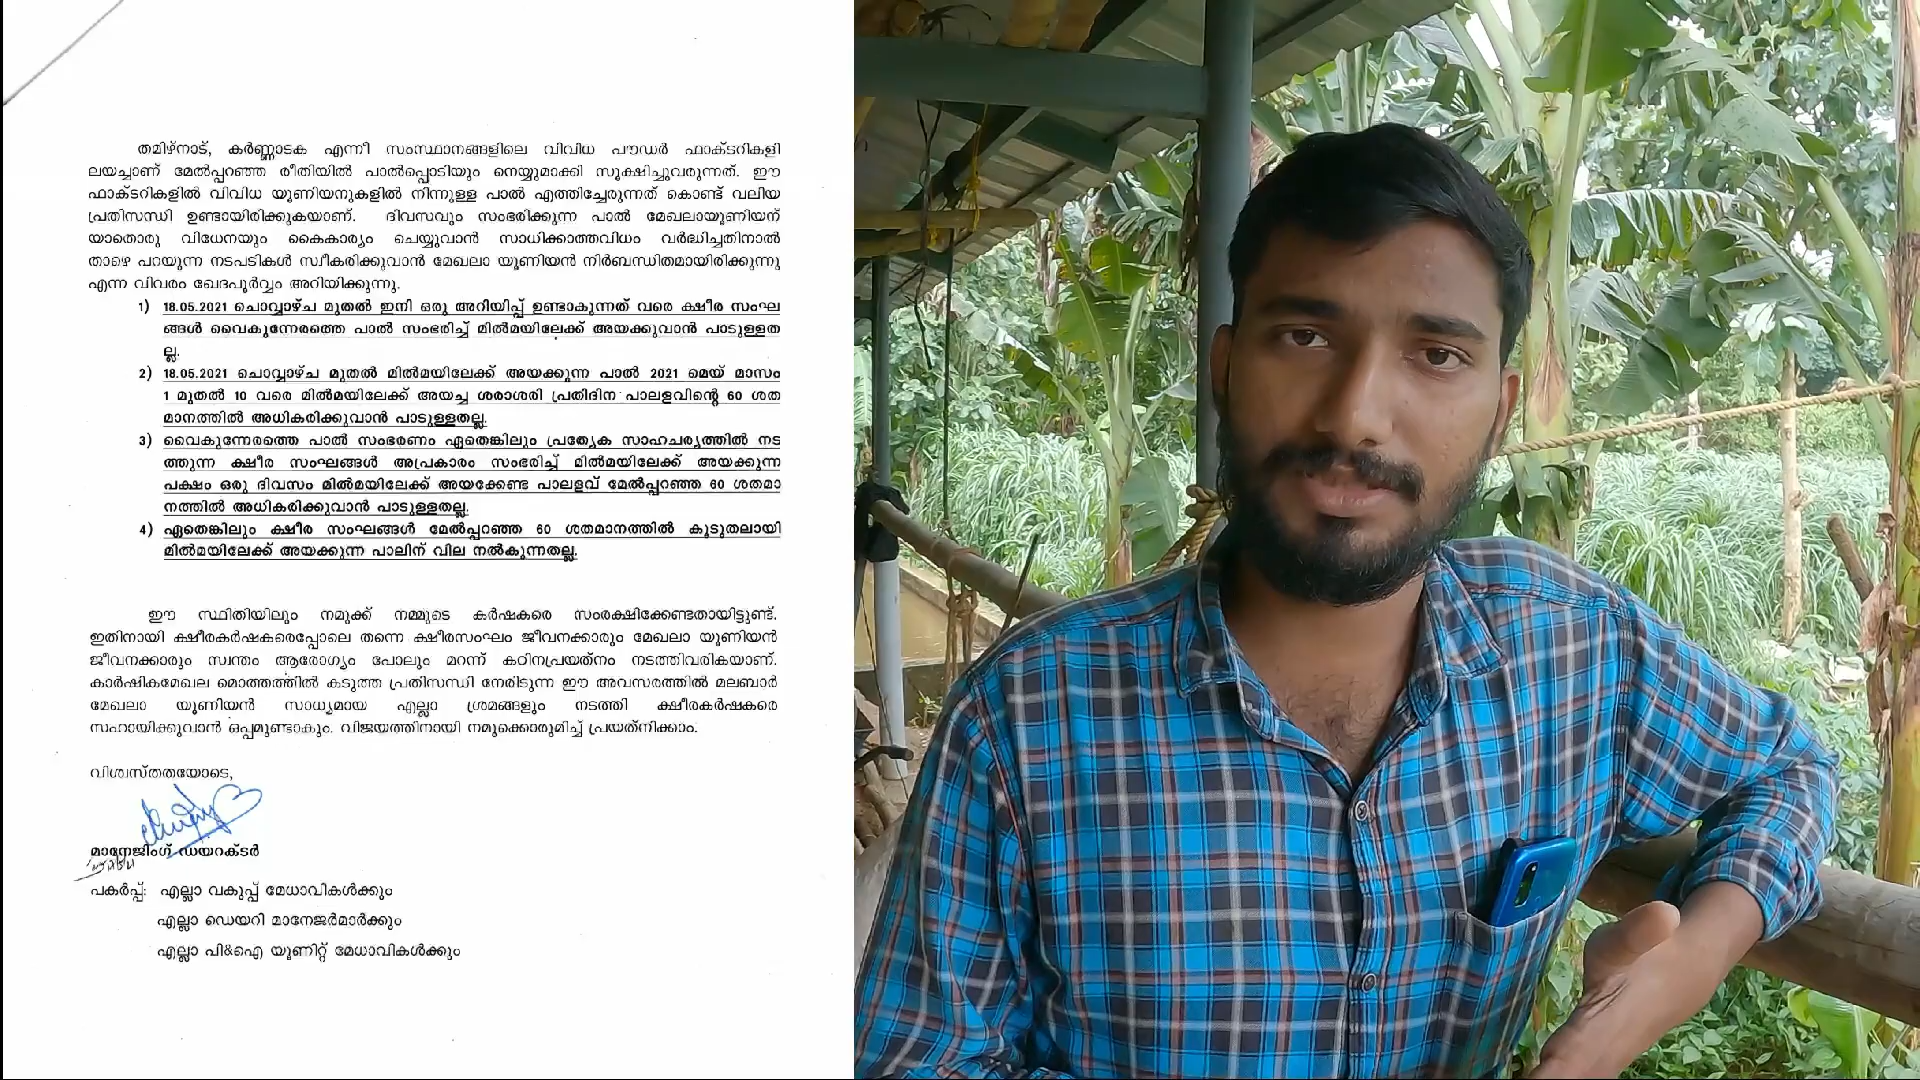 തമിഴ്നാട്, കർണ്ണാടക എന്നീ സംസ്ഥാനങ്ങളിലെ വിവിധ പൗഡർ ഫാക്ടറികളി
ലയച്ചാണ് മേൽപ്പറഞ്ഞ രീതിയിൽ പാൽപ്പൊടിയും നെയ്യുമാക്കി സൂക്ഷിച്ചുവരുന്നത്. ഈ
ഫാക്ടറികളിൽ വിവിധ യൂണിയനുകളിൽ നിന്നുള്ള പാൽ എത്തിച്ചേരുന്നത് കൊണ്ട് വലിയ
പ്രതിസന്ധി ഉണ്ടായിരിക്കുകയാണ്. ദിവസവും സംഭരിക്കുന്ന പാൽ മേഖലായൂണിയന്
യാതൊരു വിധേനയും കൈകാര്യം ചെയ്യുവാൻ സാധിക്കാത്തവിധം വർദ്ധിച്ചതിനാൽ
താഴെ പറയുന്ന നടപടികൾ സ്വീകരിക്കുവാൻ മേഖലാ യൂണിയൻ നിർബന്ധിതമായിരിക്കുന്നു
എന്ന വിവരം ഖേദപൂർവ്വം അറിയിക്കുന്നു.
1) 18.05.2021 ചൊവ്വാഴ്ച മുതൽ ഇനി ഒരു അറിയിപ്പ് ഉണ്ടാകുന്നത് വരെ ക്ഷീര സംഘ
ങ്ങൾ വൈകുന്നേരത്തെ പാൽ സംഭരിച്ച് മിൽമയിലേക്ക് അയക്കുവാൻ പാടുള്ളത
ല്ല.
2) 18.05.2021 ചൊവ്വാഴ്ച മുതൽ മിൽമയിലേക്ക് അയക്കുന്ന പാൽ 2021 മെയ് മാസം
1 മുതൽ 10 വരെ മിൽമയിലേക്ക് അയച്ച ശരാശരി പ്രതിദിന പാലളവിന്റെ 60 ശത
മാനത്തിൽ അധികരിക്കുവാൻ പാടുള്ളതല്ല.
3) വൈകുന്നേരത്തെ പാൽ സംഭരണം ഏതെങ്കിലും പ്രത്യേക സാഹചര്യത്തിൽ നട
ത്തുന്ന ക്ഷീര സംഘങ്ങൾ അപ്രകാരം സംഭരിച്ച് മിൽമയിലേക്ക് അയക്കുന്ന
പക്ഷം ഒരു ദിവസം മിൽമയിലേക്ക് അയക്കേണ്ട പാലളവ് മേൽപ്പറഞ്ഞ 60 ശതമാ
നത്തിൽ അധികരിക്കുവാൻ പാടുള്ളതല്ല.
4) ഏതെങ്കിലും ക്ഷീര സംഘങ്ങൾ മേൽപ്പറഞ്ഞ 60 ശതമാനത്തിൽ കൂടുതലായി
മിൽമയിലേക്ക് അയക്കുന്ന പാലിന് വില നൽകുന്നതല്ല.
ഈ സ്ഥിതിയിലും നമുക്ക് നമ്മുടെ കർഷകരെ സംരക്ഷിക്കേണ്ടതായിട്ടുണ്ട്.
ഇതിനായി ക്ഷീരകർഷകരെപ്പോലെ തന്നെ ക്ഷീരസംഘം ജീവനക്കാരും മേഖലാ യൂണിയൻ
ജീവനക്കാരും സ്വന്തം ആരോഗ്യം പോലും മറന്ന് കഠിനപ്രയത്നം നടത്തിവരികയാണ്.
കാർഷികമേഖല മൊത്തത്തിൽ കടുത്ത പ്രതിസന്ധി നേരിടുന്ന ഈ അവസരത്തിൽ മലബാർ
മേഖലാ യൂണിയൻ സാധ്യമായ എല്ലാ ശ്രമങ്ങളും നടത്തി ക്ഷീരകർഷകരെ
സഹായിക്കുവാൻ ഒപ്പമുണ്ടാകും. വിജയത്തിനായി നമുക്കൊരുമിച്ച് പ്രയത്നിക്കാം.
വിശ്വസ്തതയോടെ,
മാനേജിംഗ് ഡയറക്ടർ
പകർപ്പ്: എല്ലാ വകുപ്പ് മേധാവികൾക്കും
എല്ലാ ഡെയറി മാനേജർമാർക്കും
എല്ലാ പി&ഐ യൂണിറ്റ് മേധാവികൾക്കും